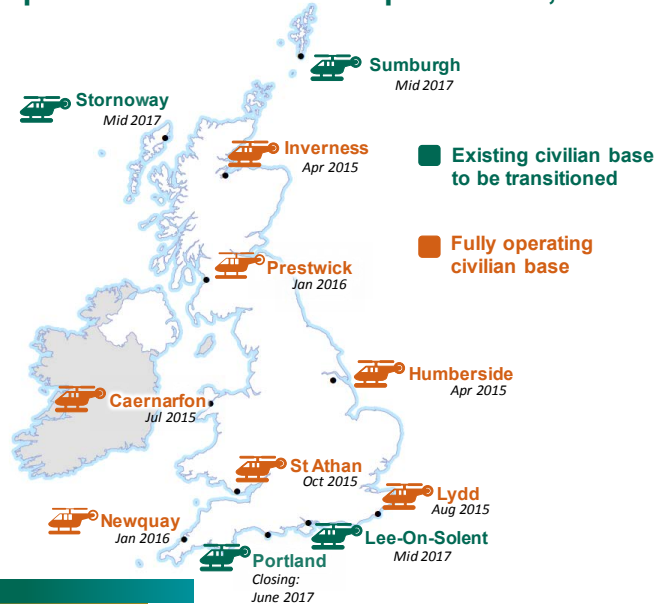 Sumburgh
Mid 2017
Stornoway
Mid 2017
Inverness
Apr 2015
Existing civilian base
to be transitioned
Fully operating
civilian base
Prestwick
Jan 2016
Humberside
Apr 2015
Caernarfon
Jul 2015
St Athan
Oct 2015
Lydd
Aug 2015
Newquay
Jan 2016
Lee-On-Solent
Mid 2017
Portland
Closing:
June 2017